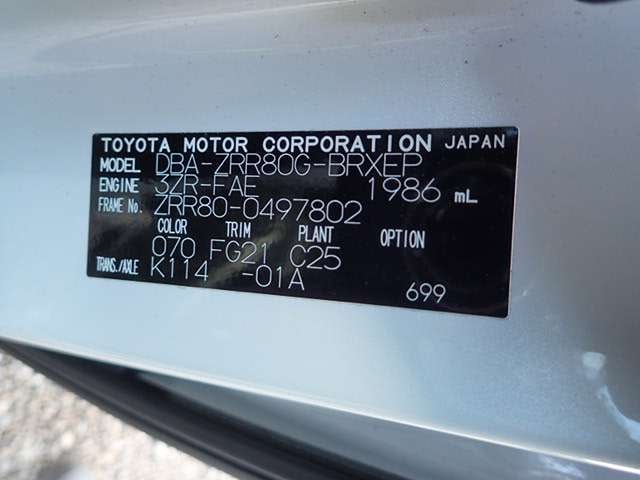 TOYOTA MOTOR CORPORATION JAPAN
MODEL DBA-ZRR80G-BRXEP
ENGINE 3ZR-FAE 1986 mL
FRAME No. ZRR80-0497802
COLOR TRIM PLANT OPTION
070 FG21 C25
TRANS./AXLE K114 -01A
699